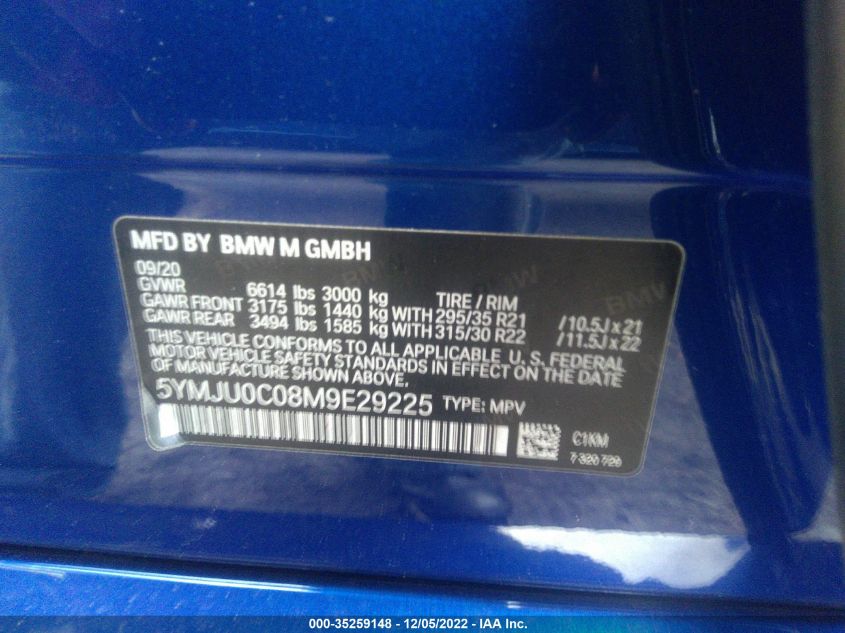 MFD BY BMW M GMBH
09/20
GVWR 6614 lbs 3000 kg TIRE / RIM
GAWR FRONT 3175 lbs 1440 kg WITH 295/35 R21 /10.5J x 21
GAWR REAR 3494 lbs 1585 kg WITH 315/30 R22 /11.5J x 22
THIS VEHICLE CONFORMS TO ALL APPLICABLE U.S. FEDERAL
MOTOR VEHICLE SAFETY STANDARDS IN EFFECT ON THE DATE
OF MANUFACTURE SHOWN ABOVE.
5YMJU0C08M9E29225 TYPE: MPV
C1KM
7 320 720
BMW
BMW
000-35259148 - 12/05/2022 - IAA Inc.